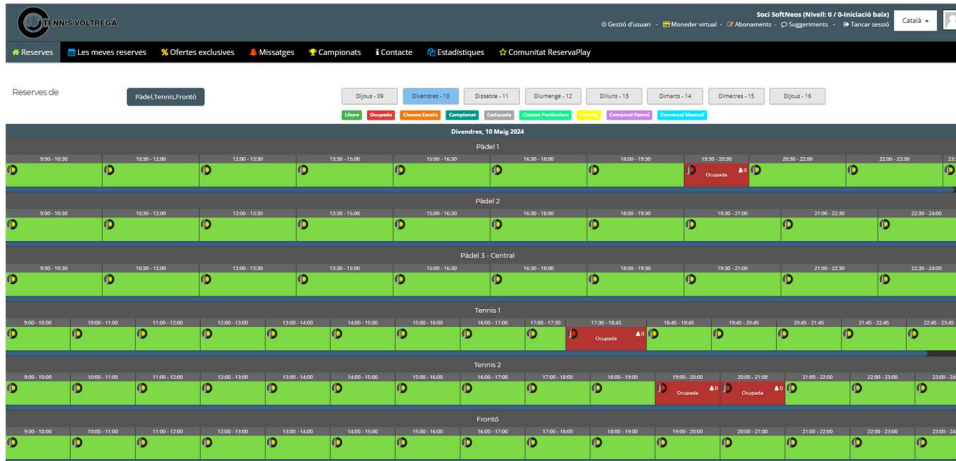 TENNIS VOLTREGÀ
Soci SoftNeos (Nivell: 0 / 0-Iniciació baix)
Gestió d'usuari - Moneder virtual - Abonaments - Suggeriments - Tancar sessió
Català
Reserves Les meves reserves Ofertes exclusives Missatges Campionats Contacte Estadístiques Comunitat ReservaPlay
Reserves de
Pàdel,Tennis,Frontó
Dijous - 09 Divendres - 10 Dissabte - 11 Diumenge - 12 Dilluns - 13 Dimarts - 14 Dimecres - 15 Dijous - 16
Lliure Ocupada Classes Escola Campionat Caducada Classes Particulars Comarcal Femení Comarcal Masculí
Divendres, 10 Maig 2024
Pàdel 1
9:00 - 10:30 10:30 - 12:00 12:00 - 13:30 13:30 - 15:00 15:00 - 16:30 16:30 - 18:00 18:00 - 19:30 19:30 - 20:30 20:30 - 22:00 22:00 - 23:30 23:
0
Ocupada
Pàdel 2
9:00 - 10:30 10:30 - 12:00 12:00 - 13:30 13:30 - 15:00 15:00 - 16:30 16:30 - 18:00 18:00 - 19:30 19:30 - 21:00 21:00 - 22:30 22:30 - 24:00
Pàdel 3 - Central
9:00 - 10:30 10:30 - 12:00 12:00 - 13:30 13:30 - 15:00 15:00 - 16:30 16:30 - 18:00 18:00 - 19:30 19:30 - 21:00 21:00 - 22:30 22:30 - 24:00
Tennis 1
9:00 - 10:00 10:00 - 11:00 11:00 - 12:00 12:00 - 13:00 13:00 - 14:00 14:00 - 15:00 15:00 - 16:00 16:00 - 17:00 17:00 - 17:30 17:30 - 18:45 18:45 - 19:45 19:45 - 20:45 20:45 - 21:45 21:45 - 22:45 22:45 - 23:45
0
Ocupada
Tennis 2
9:00 - 10:00 10:00 - 11:00 11:00 - 12:00 12:00 - 13:00 13:00 - 14:00 14:00 - 15:00 15:00 - 16:00 16:00 - 17:00 17:00 - 18:00 18:00 - 19:00 19:00 - 20:00 20:00 - 21:00 21:00 - 22:00 22:00 - 23:00 23:00 - 24
0 0
Ocupada Ocupada
Frontó
9:00 - 10:00 10:00 - 11:00 11:00 - 12:00 12:00 - 13:00 13:00 - 14:00 14:00 - 15:00 15:00 - 16:00 16:00 - 17:00 17:00 - 18:00 18:00 - 19:00 19:00 - 20:00 20:00 - 21:00 21:00 - 22:00 22:00 - 23:00 23:00 - 24